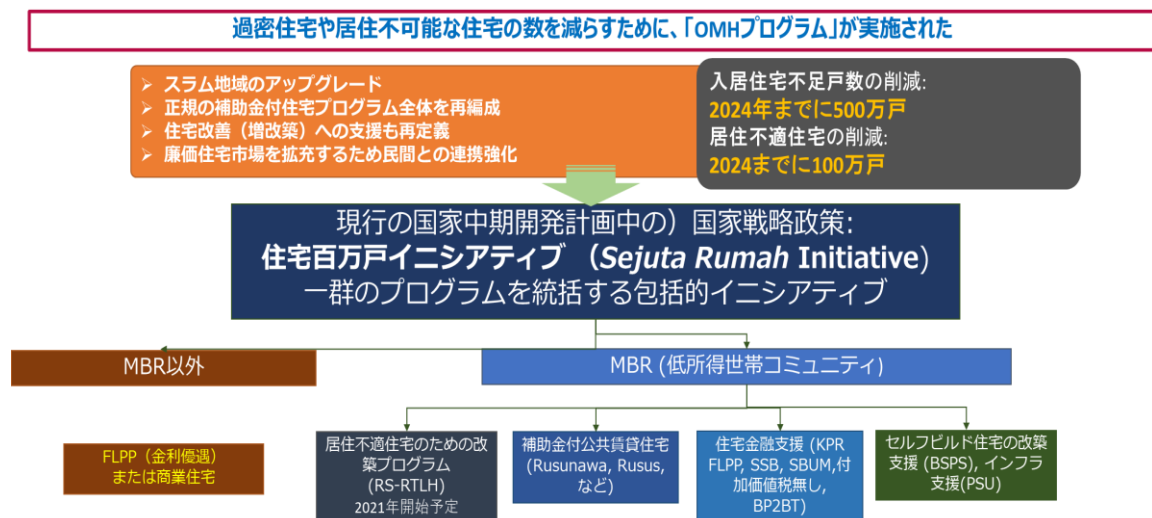 過密住宅や居住不可能な住宅の数を減らすために、「OMHプログラム」が実施された
➢ スラム地域のアップグレード
➢ 正規の補助金付住宅プログラム全体を再編成
➢ 住宅改善（増改築）への支援も再定義
➢ 廉価住宅市場を拡充するため民間との連携強化
入居住宅不足戸数の削減:
2024年までに500万戸
居住不適住宅の削減:
2024までに100万戸
現行の国家中期開発計画中の）国家戦略政策:
住宅百万戸イニシアティブ （Sejuta Rumah Initiative)
一群のプログラムを統括する包括的イニシアティブ
MBR以外
MBR (低所得世帯コミュニティ)
FLPP（金利優遇）
または商業住宅
居住不適住宅のための改
築プログラム
(RS-RTLH)
2021年開始予定
補助金付公共賃貸住宅
(Rusunawa, Rusus,
など)
住宅金融支援 (KPR
FLPP, SSB, SBUM,付
加価値税無し,
BP2BT)
セルフビルド住宅の改築
支援 (BSPS), インフラ
支援(PSU)